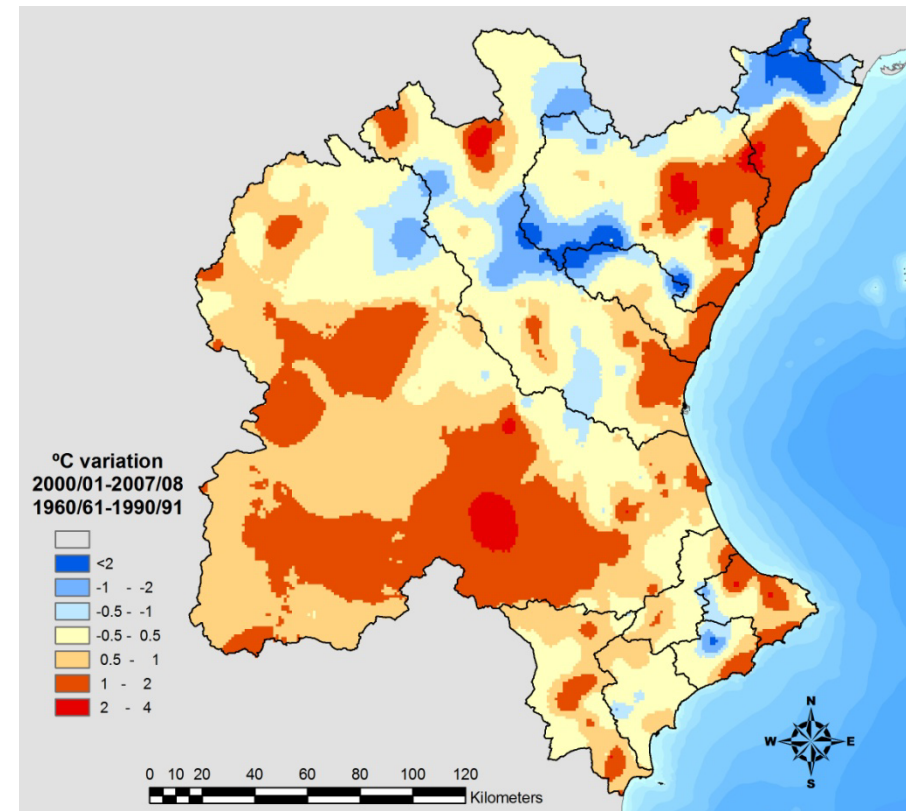 ºC variation
2000/01-2007/08
1960/61-1990/91
<2
-1 - -2
-0.5 - -1
-0.5 - 0.5
0.5 - 1
1 - 2
2 - 4
0 10 20 40 60 80 100 120
Kilometers
N
W E
S